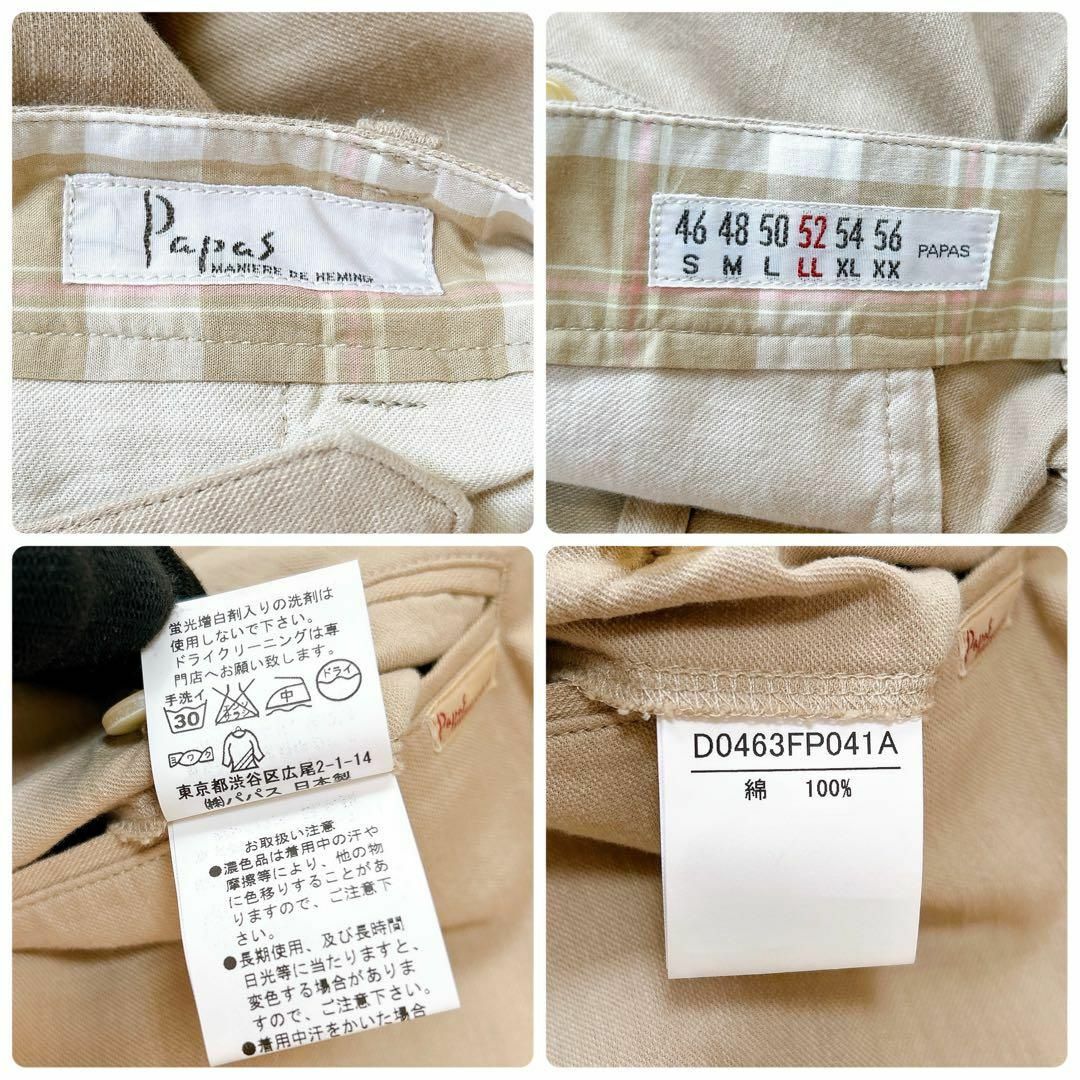 Papas
MANIERE DE HEMING
46 48 50 52 54 56
S M L LL XL XX
PAPAS
蛍光増白剤入りの洗剤は
使用しないで下さい。
ドライクリーニングは専
門店へお願い致します。
手洗イ
30
中
ドライ
東京都渋谷区広尾2-1-14
㈱パパス 日本製
Papas
お取扱い注意
●濃色品は着用中の汗や
摩擦等により、他の物
に色移りすることがあ
りますので、ご注意下
さい。
●長期使用、及び長時間
日光等に当たりますと、
変色する場合がありま
すので、ご注意下さい。
●着用中汗をかいた場合
Papas
D0463FP041A
綿 100%